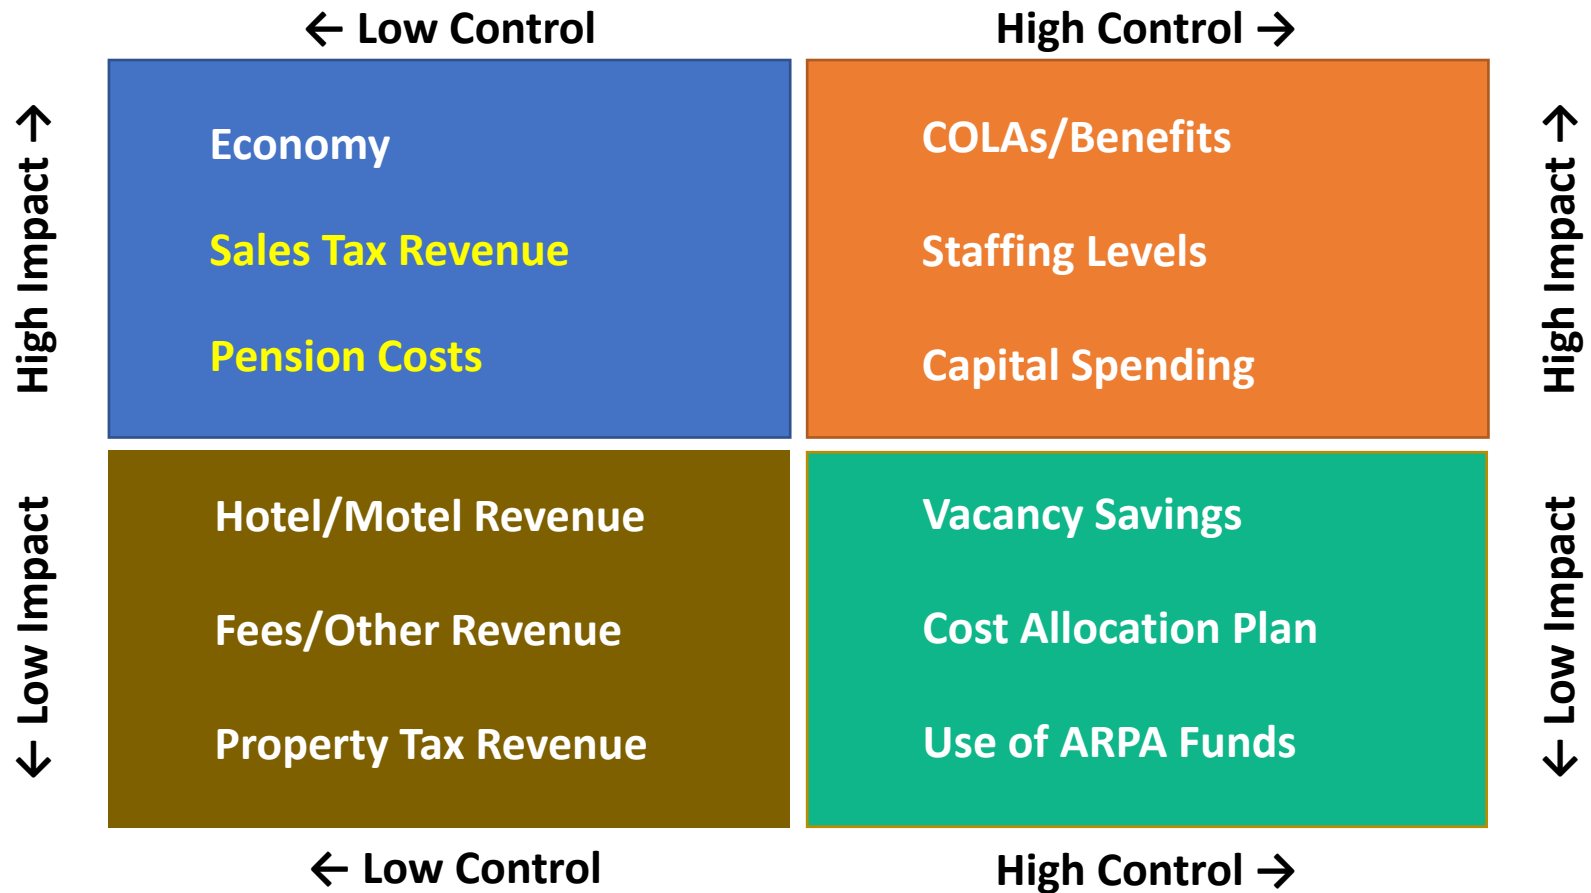 ← Low Control
High Control →
High Impact →
Economy
Sales Tax Revenue
Pension Costs
COLAs/Benefits
Staffing Levels
Capital Spending
High Impact →
← Low Impact
Hotel/Motel Revenue
Fees/Other Revenue
Property Tax Revenue
Vacancy Savings
Cost Allocation Plan
Use of ARPA Funds
← Low Impact
← Low Control
High Control →